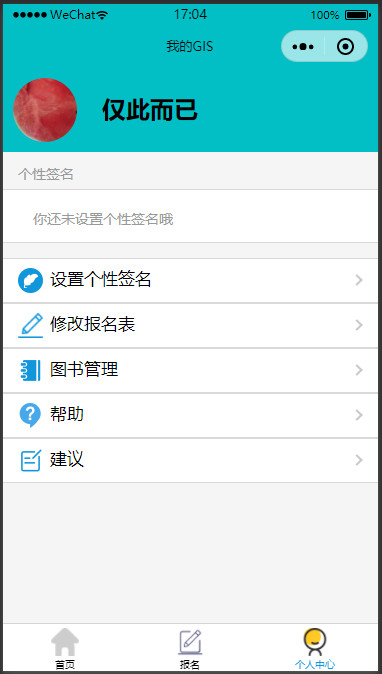 WeChat 17:04 100%
我的GIS
仅此而已
个性签名
你还未设置个性签名哦
设置个性签名
修改报名表
图书管理
帮助
建议
首页 报名 个人中心